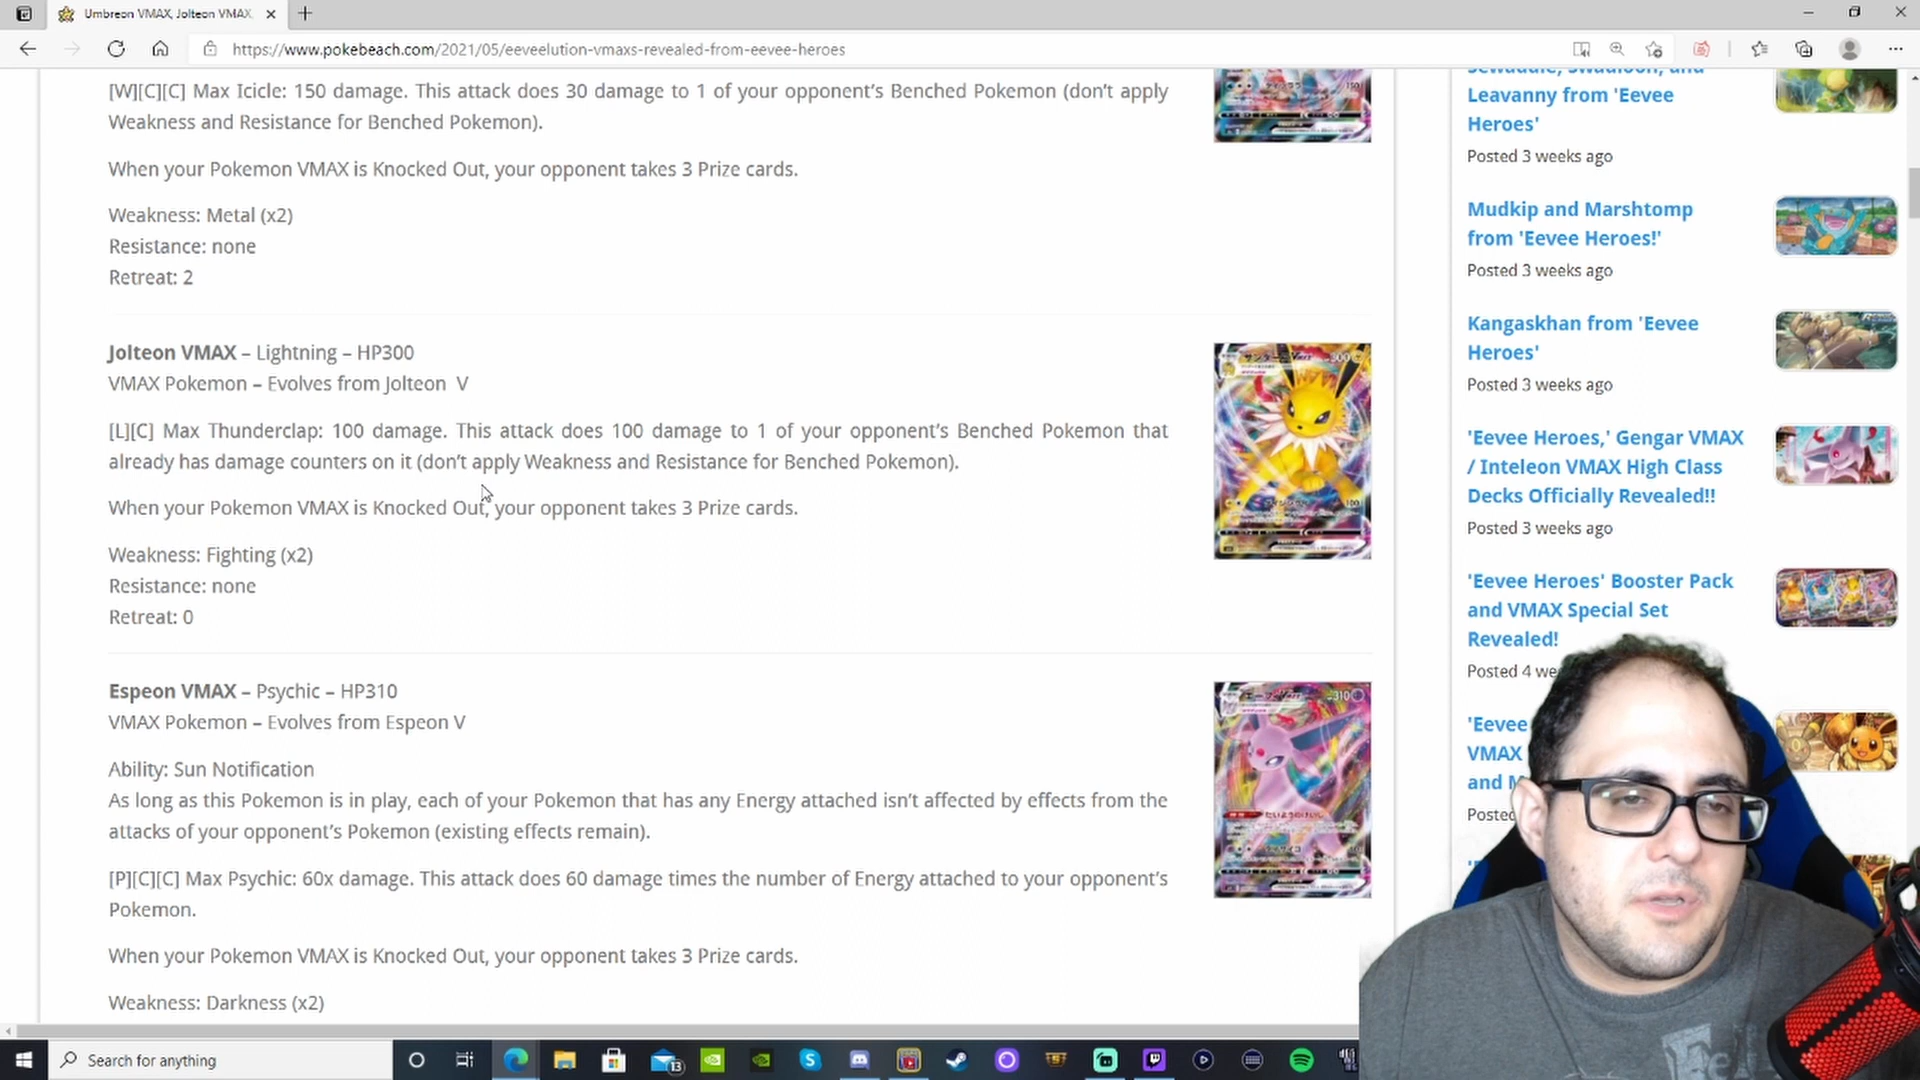 Umbreon VMAX, Jolteon VMAX,
https://www.pokebeach.com/2021/05/eeveelution-vmaxs-revealed-from-eevee-heroes
[W][C][C] Max Icicle: 150 damage. This attack does 30 damage to 1 of your opponent's Benched Pokemon (don't apply
Weakness and Resistance for Benched Pokemon).
When your Pokemon VMAX is Knocked Out, your opponent takes 3 Prize cards.
Weakness: Metal (x2)
Resistance: none
Retreat: 2
Jolteon VMAX – Lightning – HP300
VMAX Pokemon – Evolves from Jolteon V
[L][C] Max Thunderclap: 100 damage. This attack does 100 damage to 1 of your opponent's Benched Pokemon that
already has damage counters on it (don't apply Weakness and Resistance for Benched Pokemon).
When your Pokemon VMAX is Knocked Out, your opponent takes 3 Prize cards.
Weakness: Fighting (x2)
Resistance: none
Retreat: 0
Espeon VMAX – Psychic – HP310
VMAX Pokemon – Evolves from Espeon V
Ability: Sun Notification
As long as this Pokemon is in play, each of your Pokemon that has any Energy attached isn't affected by effects from the
attacks of your opponent's Pokemon (existing effects remain).
[P][C][C] Max Psychic: 60x damage. This attack does 60 damage times the number of Energy attached to your opponent's
Pokemon.
When your Pokemon VMAX is Knocked Out, your opponent takes 3 Prize cards.
Weakness: Darkness (x2)
Sewaddle, Swadloon, and
Leavanny from 'Eevee
Heroes'
Posted 3 weeks ago
Mudkip and Marshtomp
from 'Eevee Heroes!'
Posted 3 weeks ago
Kangaskhan from 'Eevee
Heroes'
Posted 3 weeks ago
'Eevee Heroes,' Gengar VMAX
/ Inteleon VMAX High Class
Decks Officially Revealed!!
Posted 3 weeks ago
'Eevee Heroes' Booster Pack
and VMAX Special Set
Revealed!
Posted 4 wee
'Eevee
VMAX
and M
Posted
300
310
Search for anything
13